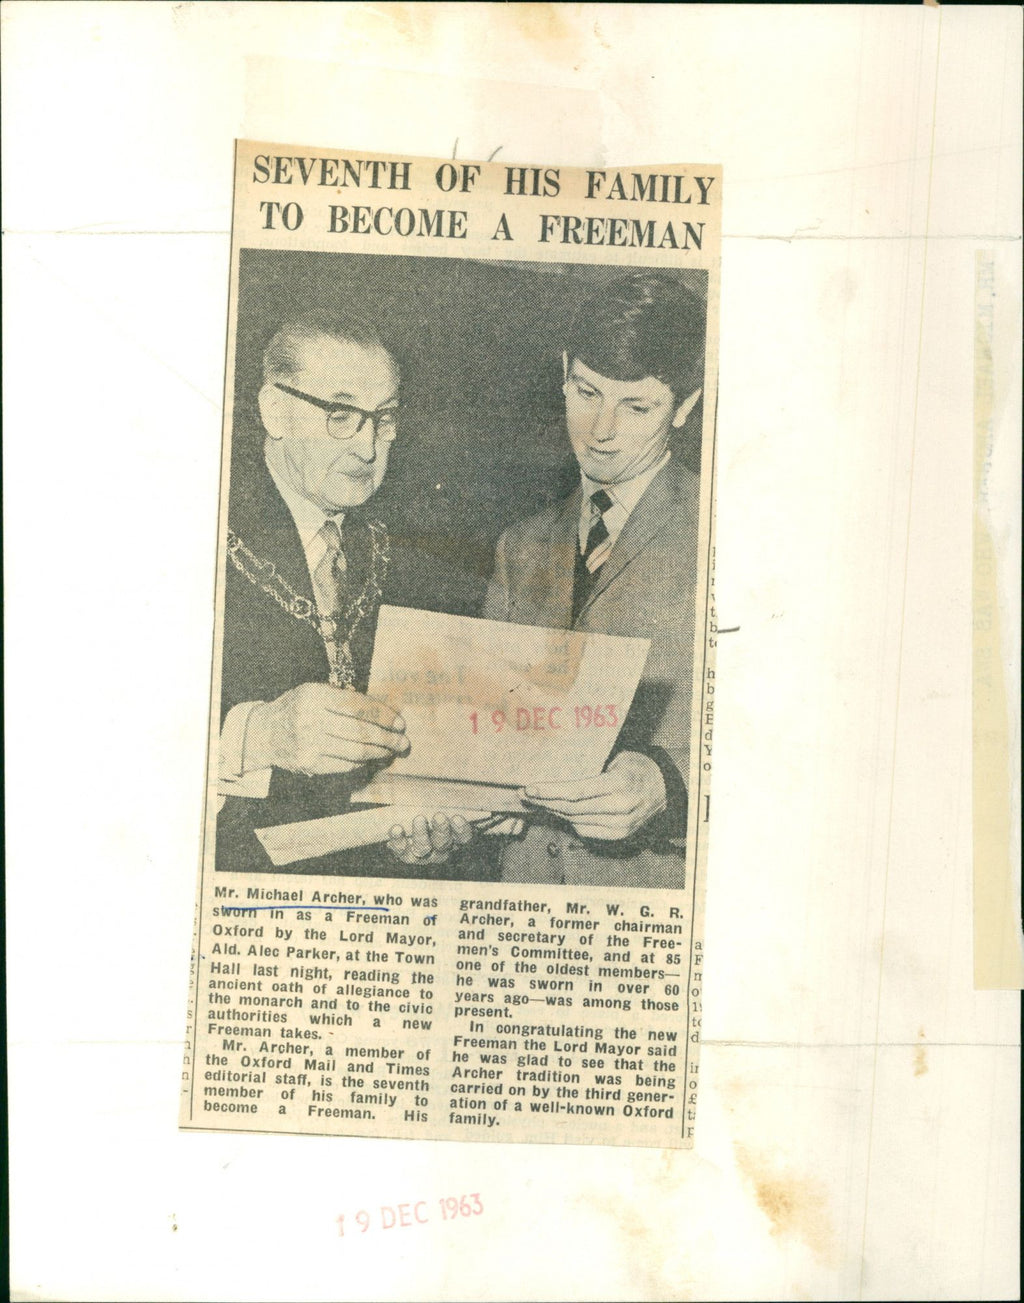 SEVENTH OF HIS FAMILY
TO BECOME A FREEMAN
19 DEC 1963
Mr. Michael Archer, who was
sworn in as a Freeman of
Oxford by the Lord Mayor,
Ald. Alec Parker, at the Town
Hall last night, reading the
ancient oath of allegiance to
the monarch and to the civic
authorities which a new
Freeman takes.
Mr. Archer, a member of
the Oxford Mail and Times
editorial staff, is the seventh
member of his family to
become a Freeman. His
grandfather, Mr. W. G. R.
Archer, a former chairman
and secretary of the Free-
men's Committee, and at 85
one of the oldest members—
he was sworn in over 60
years ago—was among those
present.
In congratulating the new
Freeman the Lord Mayor said
he was glad to see that the
Archer tradition was being
carried on by the third gener-
ation of a well-known Oxford
family.
19 DEC 1963